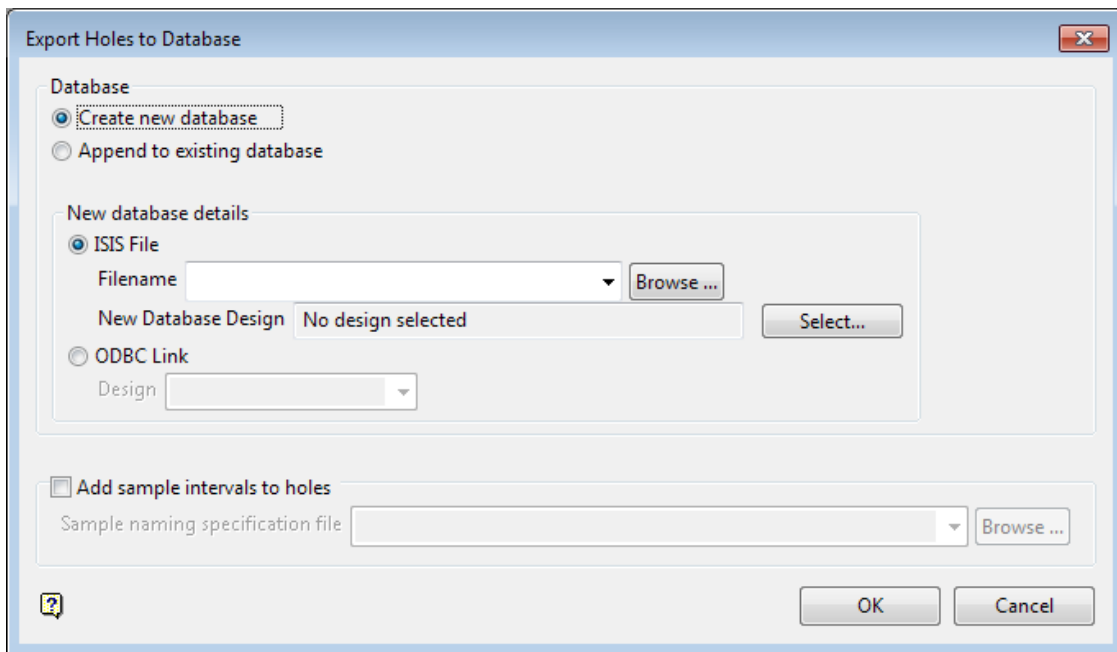 Export Holes to Database
Database
Create new database
Append to existing database
New database details
ISIS File
Filename Browse ...
New Database Design No design selected Select...
ODBC Link
Design
Add sample intervals to holes
Sample naming specification file Browse ...
? OK Cancel